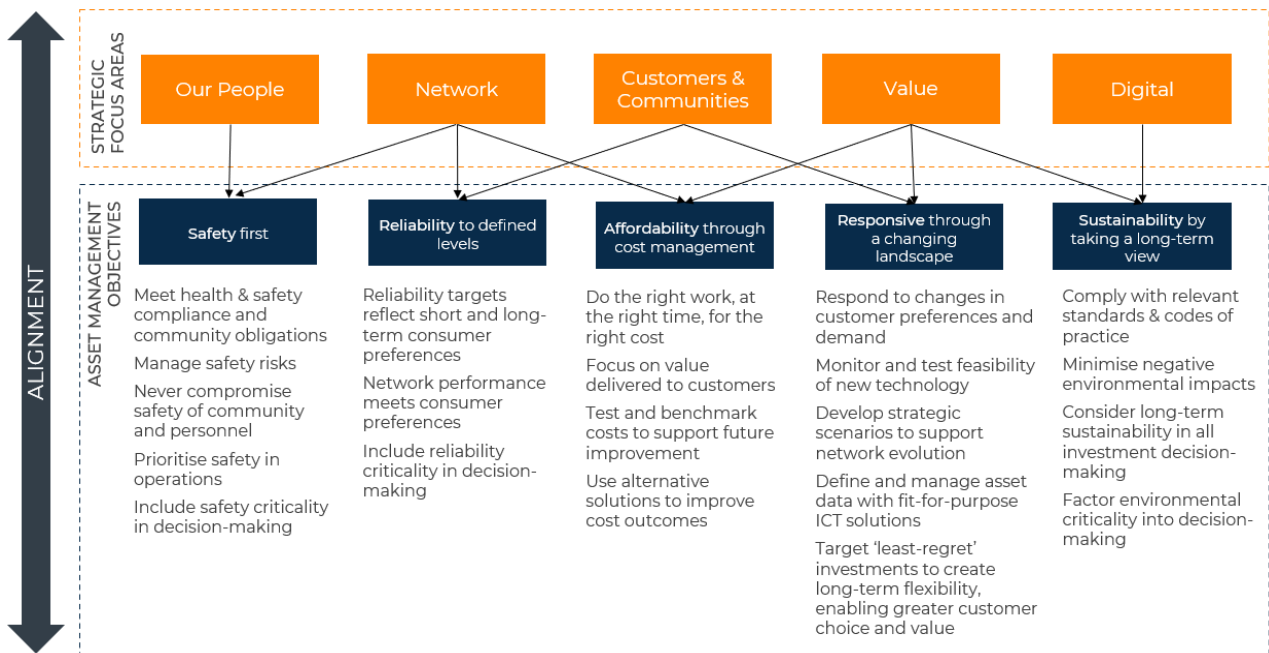 ALIGNMENT
STRATEGIC
FOCUS AREAS
Our People
Network
Customers &
Communities
Value
Digital
ASSET MANAGEMENT
OBJECTIVES
Safety first
Meet health & safety
compliance and
community obligations
Manage safety risks
Never compromise
safety of community
and personnel
Prioritise safety in
operations
Include safety criticality
in decision-making
Reliability to defined
levels
Reliability targets
reflect short and long-
term consumer
preferences
Network performance
meets consumer
preferences
Include reliability
criticality in decision-
making
Affordability through
cost management
Do the right work, at
the right time, for the
right cost
Focus on value
delivered to customers
Test and benchmark
costs to support future
improvement
Use alternative
solutions to improve
cost outcomes
Responsive through
a changing
landscape
Respond to changes in
customer preferences and
demand
Monitor and test feasibility
of new technology
Develop strategic
scenarios to support
network evolution
Define and manage asset
data with fit-for-purpose
ICT solutions
Target ‘least-regret’
investments to create
long-term flexibility,
enabling greater customer
choice and value
Sustainability by
taking a long-term
view
Comply with relevant
standards & codes of
practice
Minimise negative
environmental impacts
Consider long-term
sustainability in all
investment decision-
making
Factor environmental
criticality into decision-
making